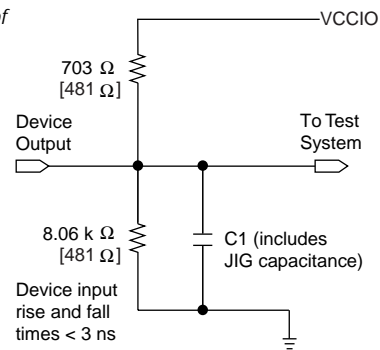 of
VCCIO
703 Ω
[481 Ω]
Device
Output
To Test
System
8.06 k Ω
[481 Ω]
C1 (includes
JIG capacitance)
Device input
rise and fall
times < 3 ns